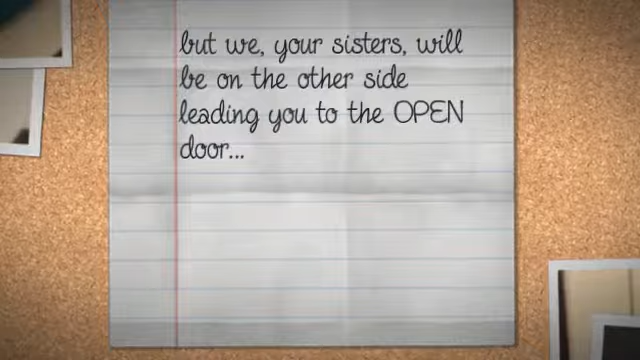 but we, your sisters, will
be on the other side
leading you to the OPEN
door...